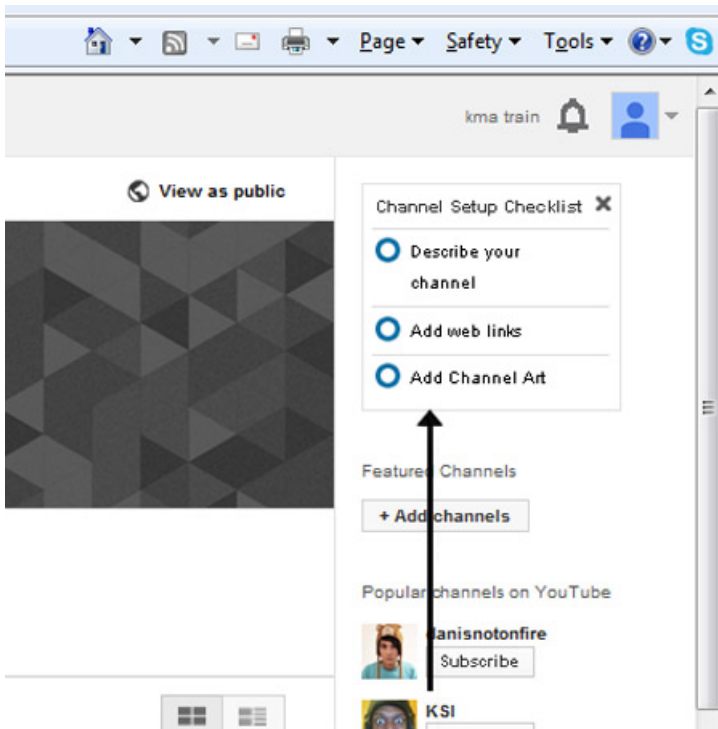 Page Safety Tools
kma train
View as public
Channel Setup Checklist
Describe your
channel
Add web links
Add Channel Art
Featured Channels
+ Add channels
Popular channels on YouTube
danisnotonfire
Subscribe
KSI